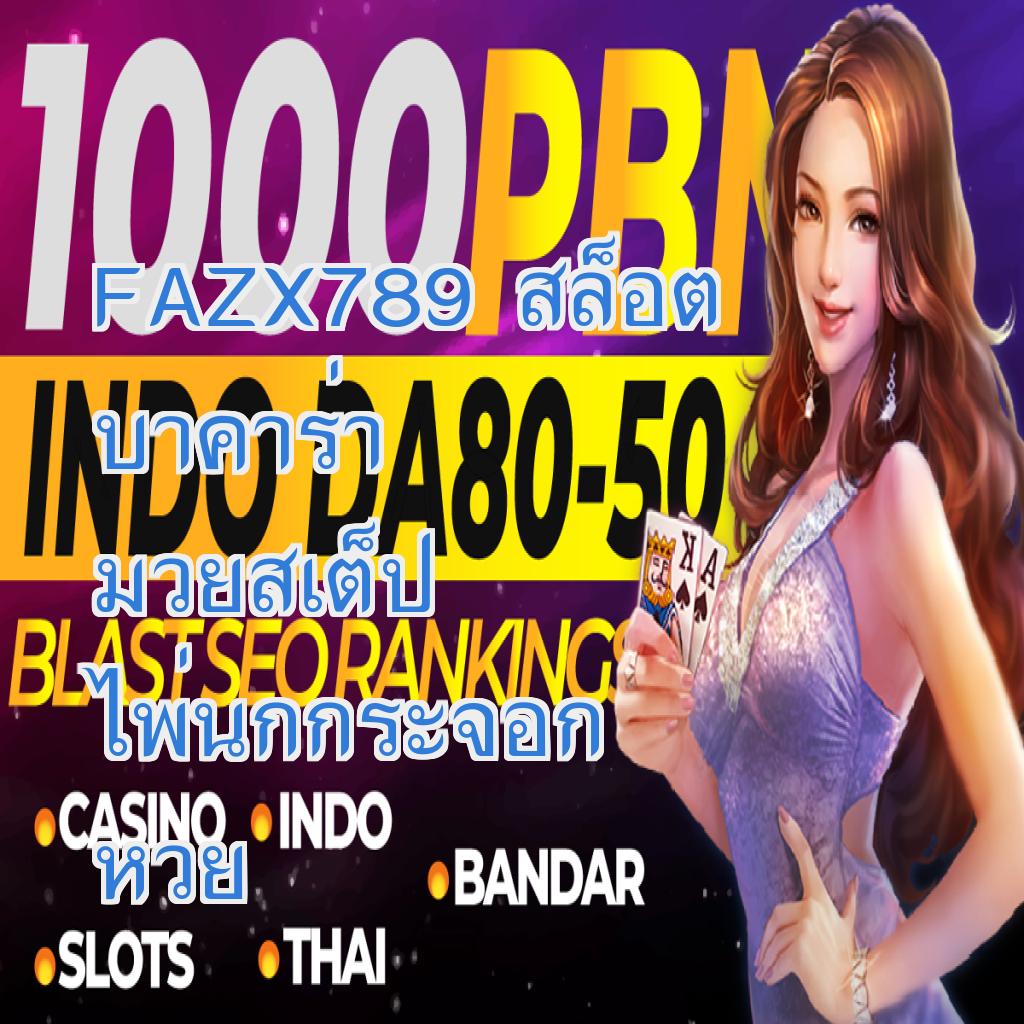 1000PBN
FAZX789 สล็อต
บาคาร่า
INDO DA80-50
มวยสเต็ป
BLAST SEO RANKINGS
ไพ่นกกระจอก
CASINO
INDO
หวย
BANDAR
SLOTS
THAI
K
A